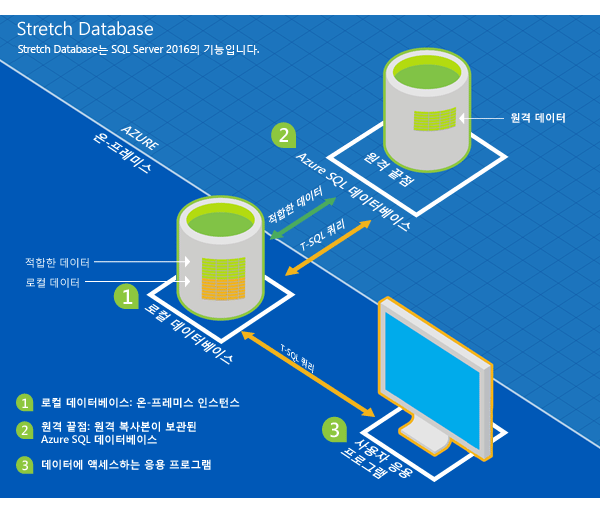 Stretch Database
Stretch Database는 SQL Server 2016의 기능입니다.
AZURE
온-프레미스
2
원격 데이터
원격 끝점
Azure SQL 데이터베이스
적합한 데이터
T-SQL 쿼리
적합한 데이터
로컬 데이터
1
로컬 데이터베이스
T-SQL 쿼리
3
사용자 응용
프로그램
1 로컬 데이터베이스: 온-프레미스 인스턴스
2 원격 끝점: 원격 복사본이 보관된
Azure SQL 데이터베이스
3 데이터에 액세스하는 응용 프로그램